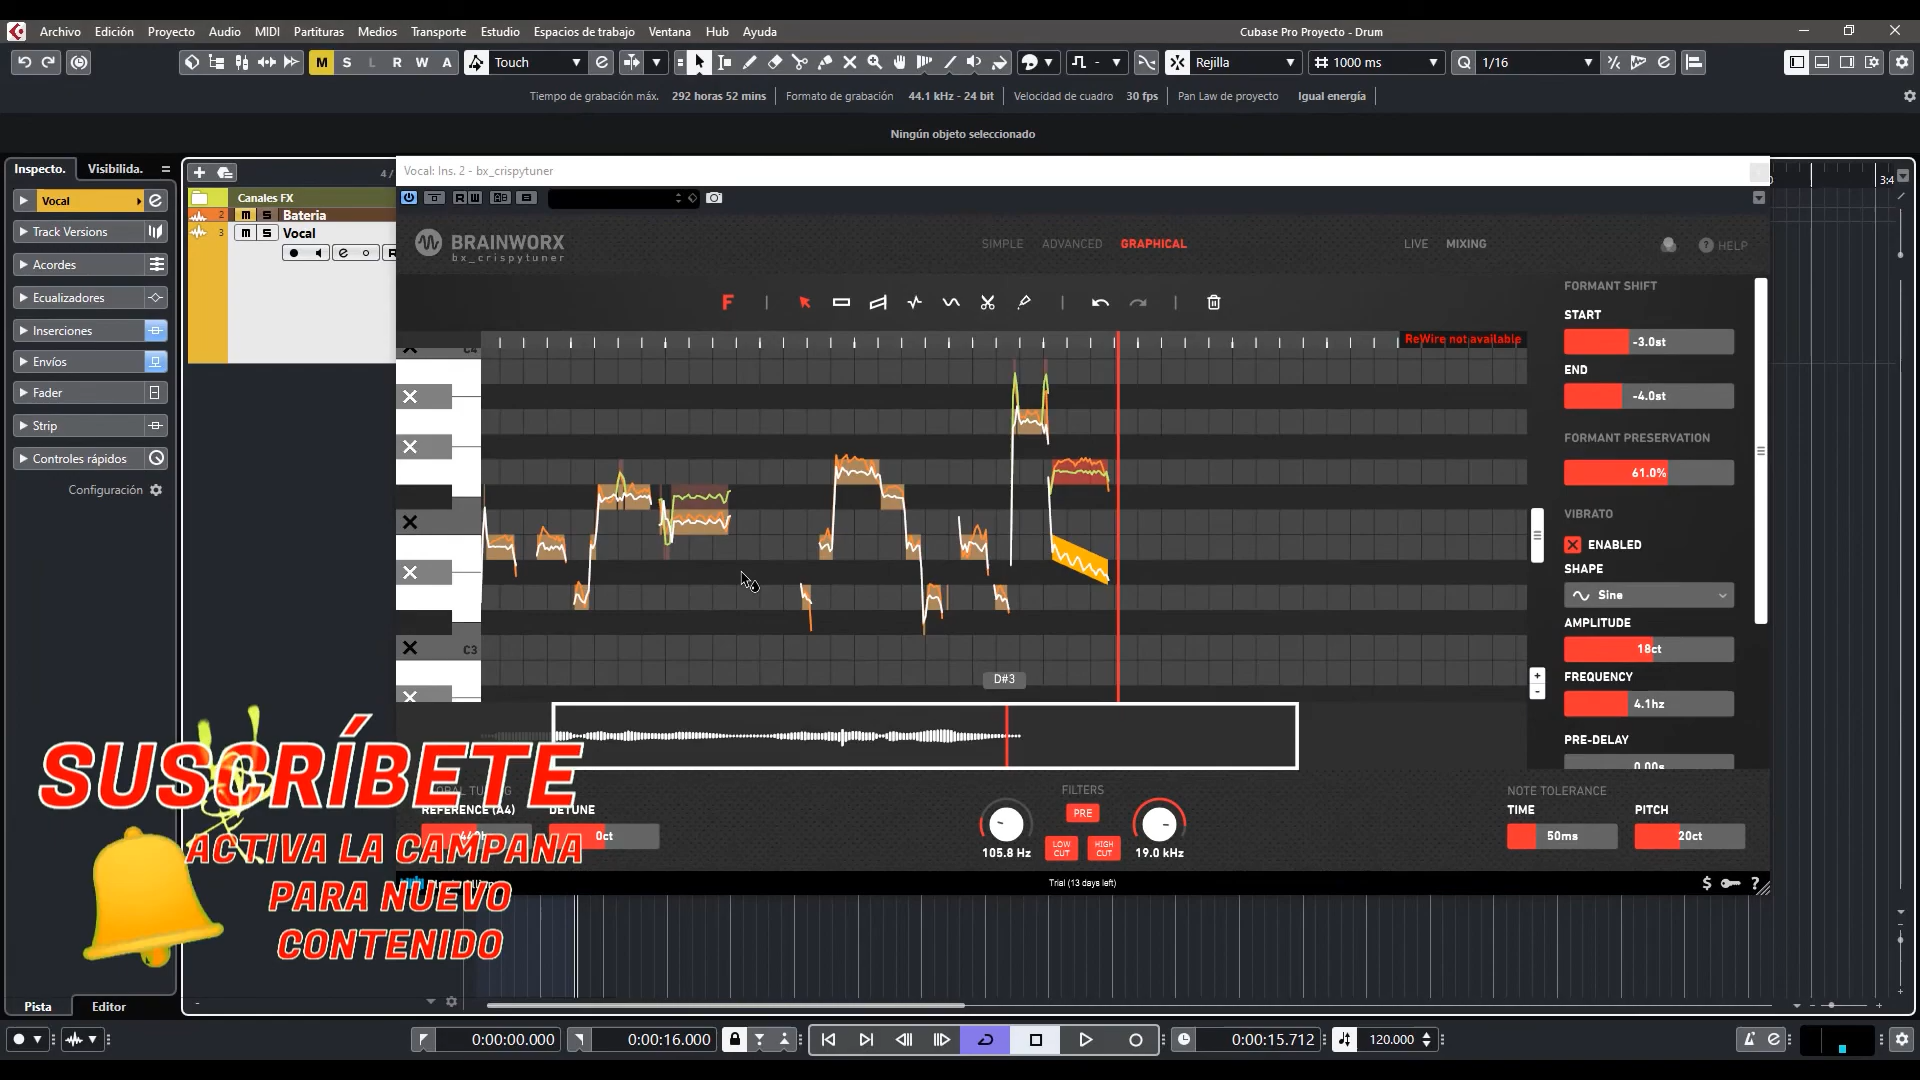 Archivo Edición Proyecto Audio MIDI Partituras Medios Transporte Estudio Espacios de trabajo Ventana Hub Ayuda
Cubase Pro Proyecto - Drum
M S L R W A
Touch
Rejilla
1000 ms
Q 1/16
Tiempo de grabación máx. 292 horas 52 mins Formato de grabación 44.1 kHz - 24 bit Velocidad de cuadro 30 fps Pan Law de proyecto Igual energía
Ningún objeto seleccionado
Inspecto. Visibilida.
Vocal
Track Versions
Acordes
Ecualizadores
Inserciones
Envíos
Fader
Strip
Controles rápidos
Configuración
4 /
Canales FX
2 m S Bateria
3 m S Vocal
R
3:4
Vocal: Ins. 2 - bx_crispytuner
R W
BRAINWORX
bx_crispytuner
SIMPLE ADVANCED GRAPHICAL
LIVE MIXING
? HELP
F
ReWire not available
C4
C3
D#3
FORMANT SHIFT
START
-3.0st
END
-4.0st
FORMANT PRESERVATION
61.0%
VIBRATO
ENABLED
SHAPE
Sine
AMPLITUDE
18ct
FREQUENCY
4.1hz
PRE-DELAY
0.00s
REFERENCE (A4) DETUNE
0ct
FILTERS
PRE
LOW CUT HIGH CUT
105.8 Hz 19.0 kHz
NOTE TOLERANCE
TIME PITCH
50ms 20ct
Trial (13 days left)
$ ?
SUSCRÍBETE
ACTIVA LA CAMPANA
PARA NUEVO
CONTENIDO
Pista Editor
0:00:00.000 0:00:16.000 0:00:15.712 120.000